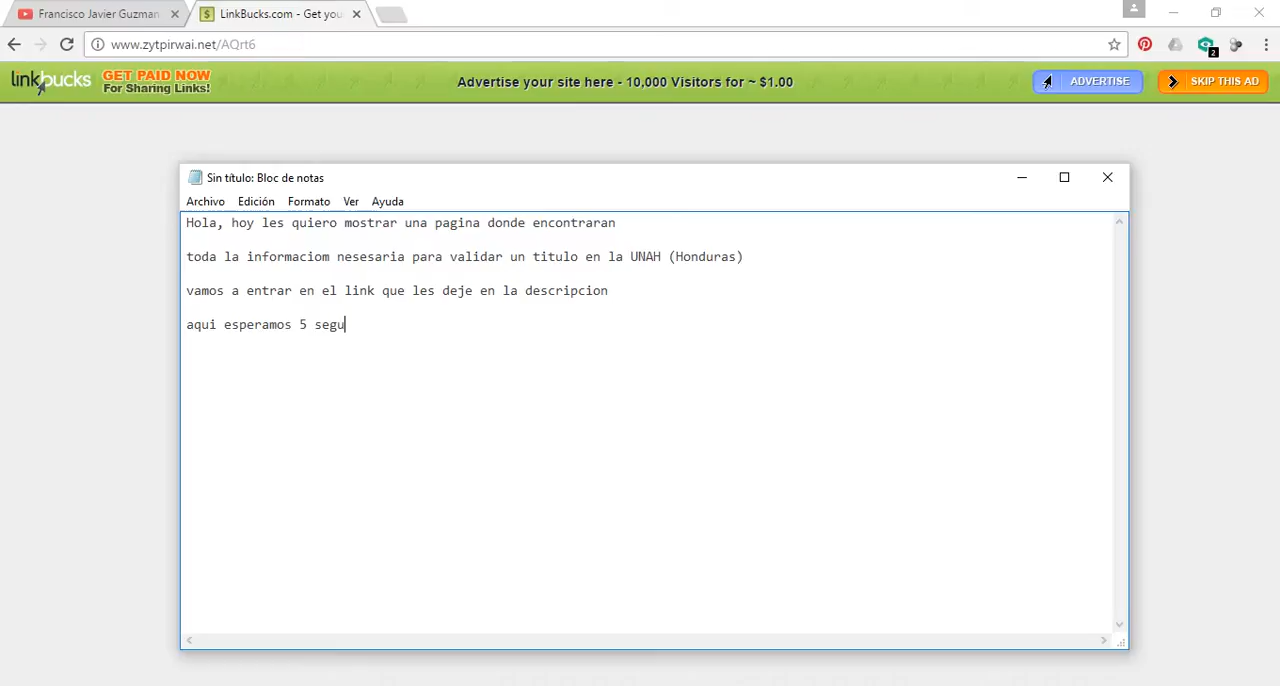 Francisco Javier Guzman
LinkBucks.com - Get you
www.zytpirwai.net/AQrt6
2
linkbucks
GET PAID NOW
For Sharing Links!
Advertise your site here - 10,000 Visitors for ~ $1.00
ADVERTISE
SKIP THIS AD
Sin título: Bloc de notas
Archivo Edición Formato Ver Ayuda
Hola, hoy les quiero mostrar una pagina donde encontraran
toda la informaciom nesesaria para validar un titulo en la UNAH (Honduras)
vamos a entrar en el link que les deje en la descripcion
aqui esperamos 5 segu